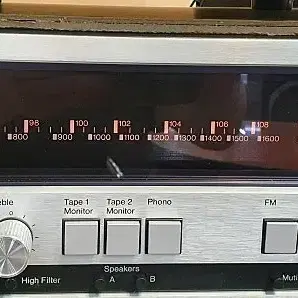 98 100 102 104 106 108
800 900 1000 1100 1200 1300 1400 1500 1600
Tape 1 Tape 2 Phono FM
Monitor Monitor
0
High Filter Speakers
A B